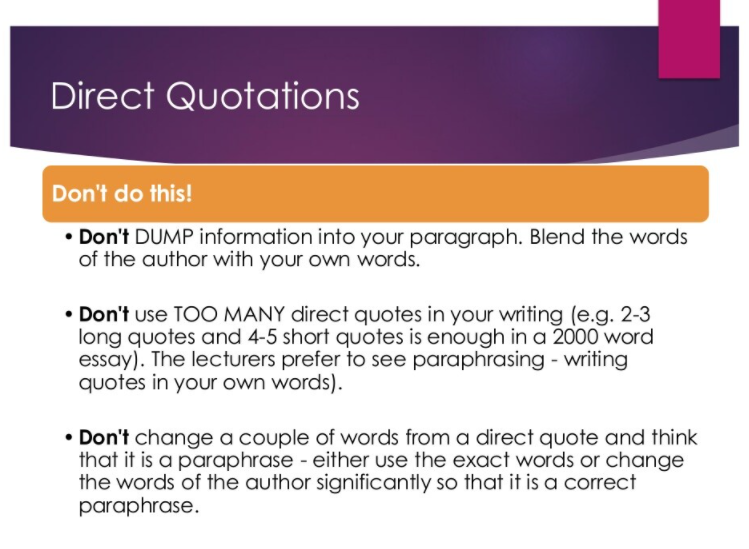 Direct Quotations
Don't do this!
• Don't DUMP information into your paragraph. Blend the words
of the author with your own words.
• Don't use TOO MANY direct quotes in your writing (e.g. 2-3
long quotes and 4-5 short quotes is enough in a 2000 word
essay). The lecturers prefer to see paraphrasing - writing
quotes in your own words).
• Don't change a couple of words from a direct quote and think
that it is a paraphrase - either use the exact words or change
the words of the author significantly so that it is a correct
paraphrase.